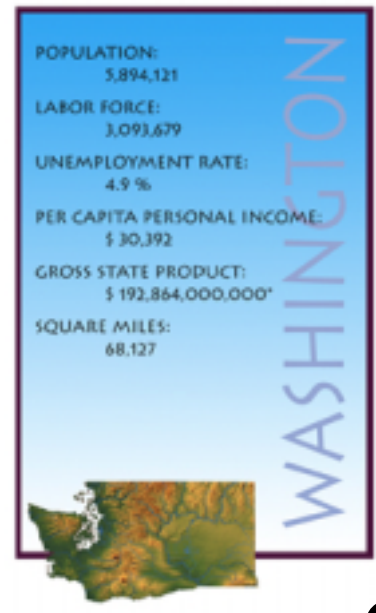 POPULATION:
5,894,121
LABOR FORCE:
3,093,679
UNEMPLOYMENT RATE:
4.9 %
PER CAPITA PERSONAL INCOME:
$ 30,392
GROSS STATE PRODUCT:
$ 192,864,000,000*
SQUARE MILES:
68,127
WASHINGTON